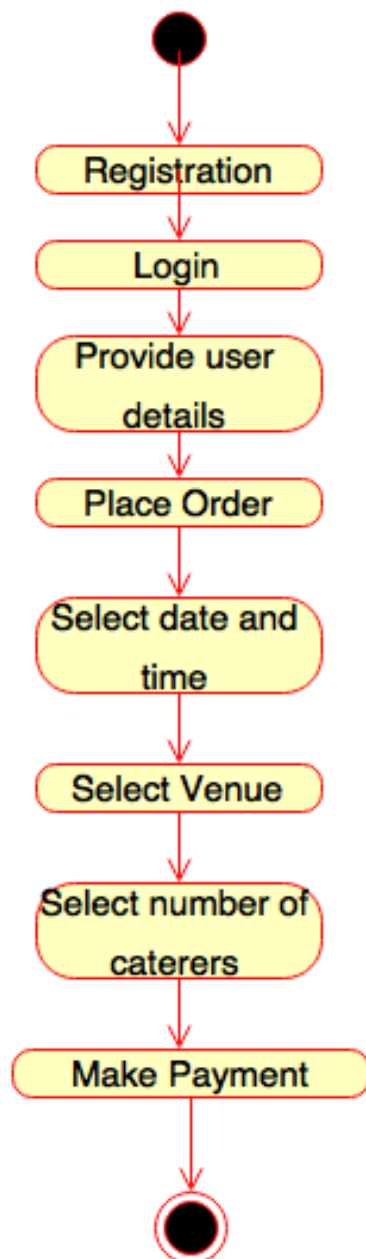 Registration
Login
Provide user
details
Place Order
Select date and
time
Select Venue
Select number of
caterers
Make Payment